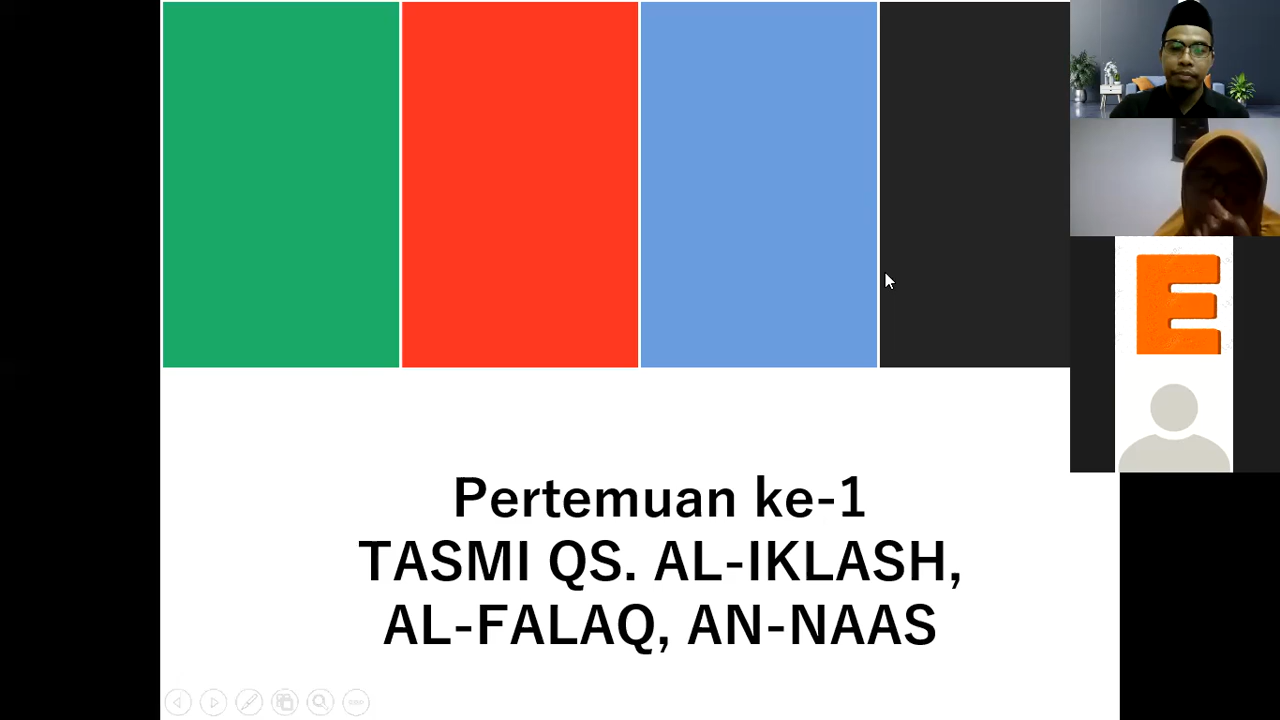 Pertemuan ke-1
TASMI QS. AL-IKLASH,
AL-FALAQ, AN-NAAS
E